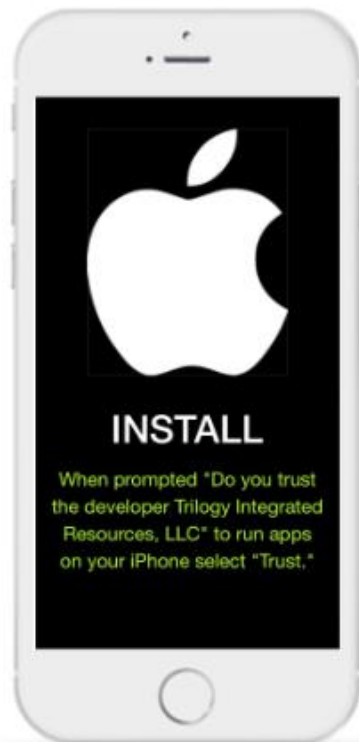 INSTALL
When prompted "Do you trust
the developer Trilogy Integrated
Resources, LLC" to run apps
on your iPhone select "Trust."